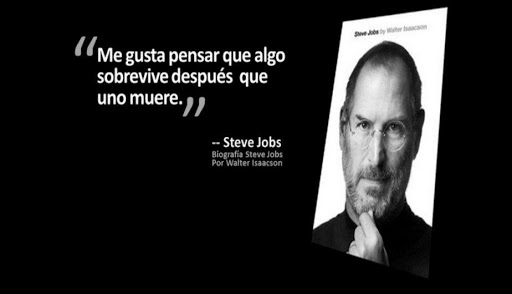 “Me gusta pensar que algo
sobrevive después que
uno muere.”
-- Steve Jobs
Biografía Steve Jobs
Por Walter Isaacson
Steve Jobs by Walter Isaacson